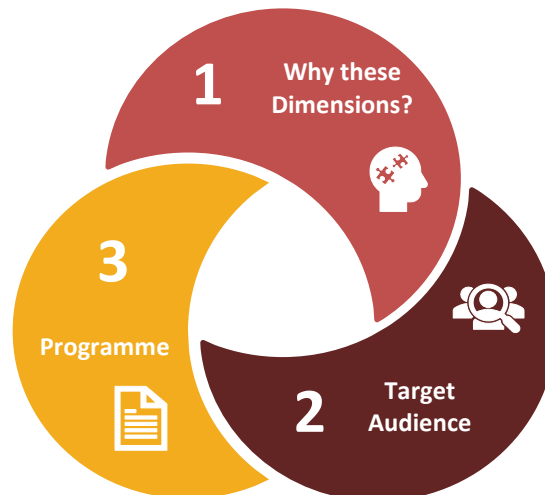 1
Why these
Dimensions?
3
Programme
2
Target
Audience